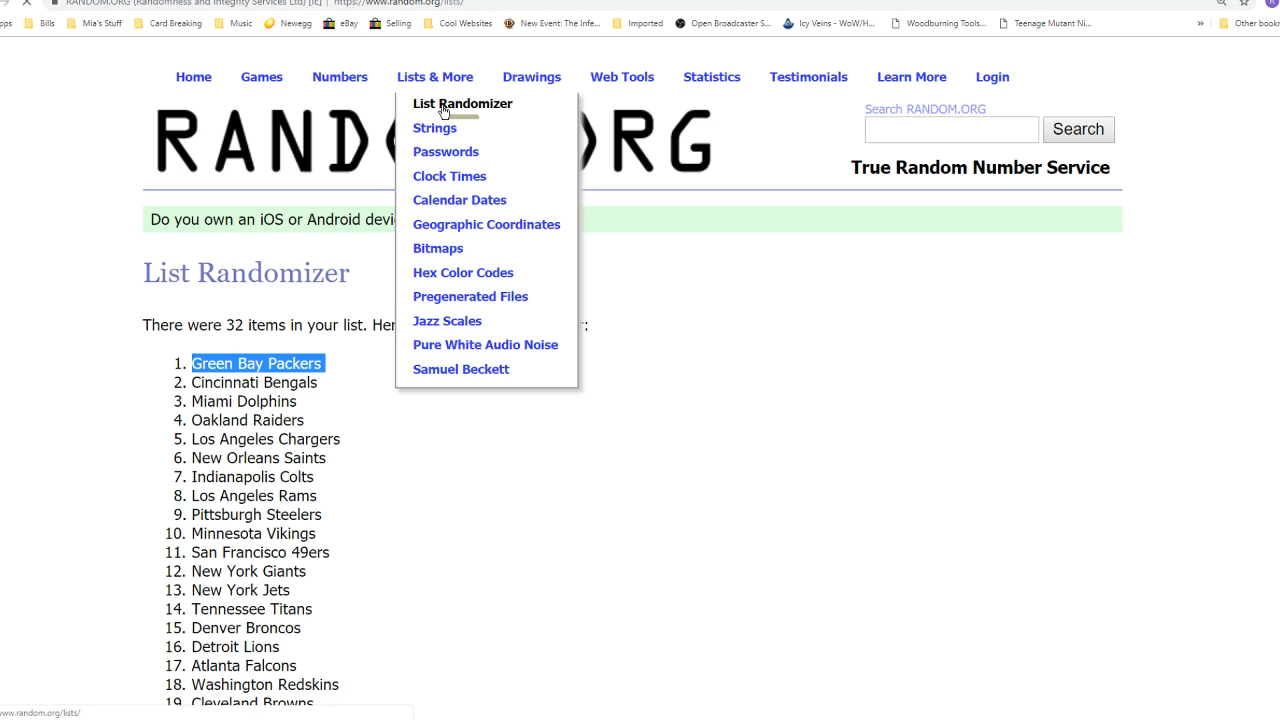 RANDOM.ORG (Randomness and Integrity Services Ltd) [IE] | https://www.random.org/lists/
pps Bills Mia's Stuff Card Breaking Music Newegg eBay Selling Cool Websites New Event: The Infe... Imported Open Broadcaster S... Icy Veins - WoW/H... Woodburning Tools... Teenage Mutant Ni... » Other bookr
Home Games Numbers Lists & More Drawings Web Tools Statistics Testimonials Learn More Login
List Randomizer
Strings
Passwords
Clock Times
Calendar Dates
Geographic Coordinates
Bitmaps
Hex Color Codes
Pregenerated Files
Jazz Scales
Pure White Audio Noise
Samuel Beckett
RAND RG
Search RANDOM.ORG
Search
True Random Number Service
Do you own an iOS or Android devi
List Randomizer
There were 32 items in your list. Her :
1. Green Bay Packers
2. Cincinnati Bengals
3. Miami Dolphins
4. Oakland Raiders
5. Los Angeles Chargers
6. New Orleans Saints
7. Indianapolis Colts
8. Los Angeles Rams
9. Pittsburgh Steelers
10. Minnesota Vikings
11. San Francisco 49ers
12. New York Giants
13. New York Jets
14. Tennessee Titans
15. Denver Broncos
16. Detroit Lions
17. Atlanta Falcons
18. Washington Redskins
19. Cleveland Browns
www.random.org/lists/